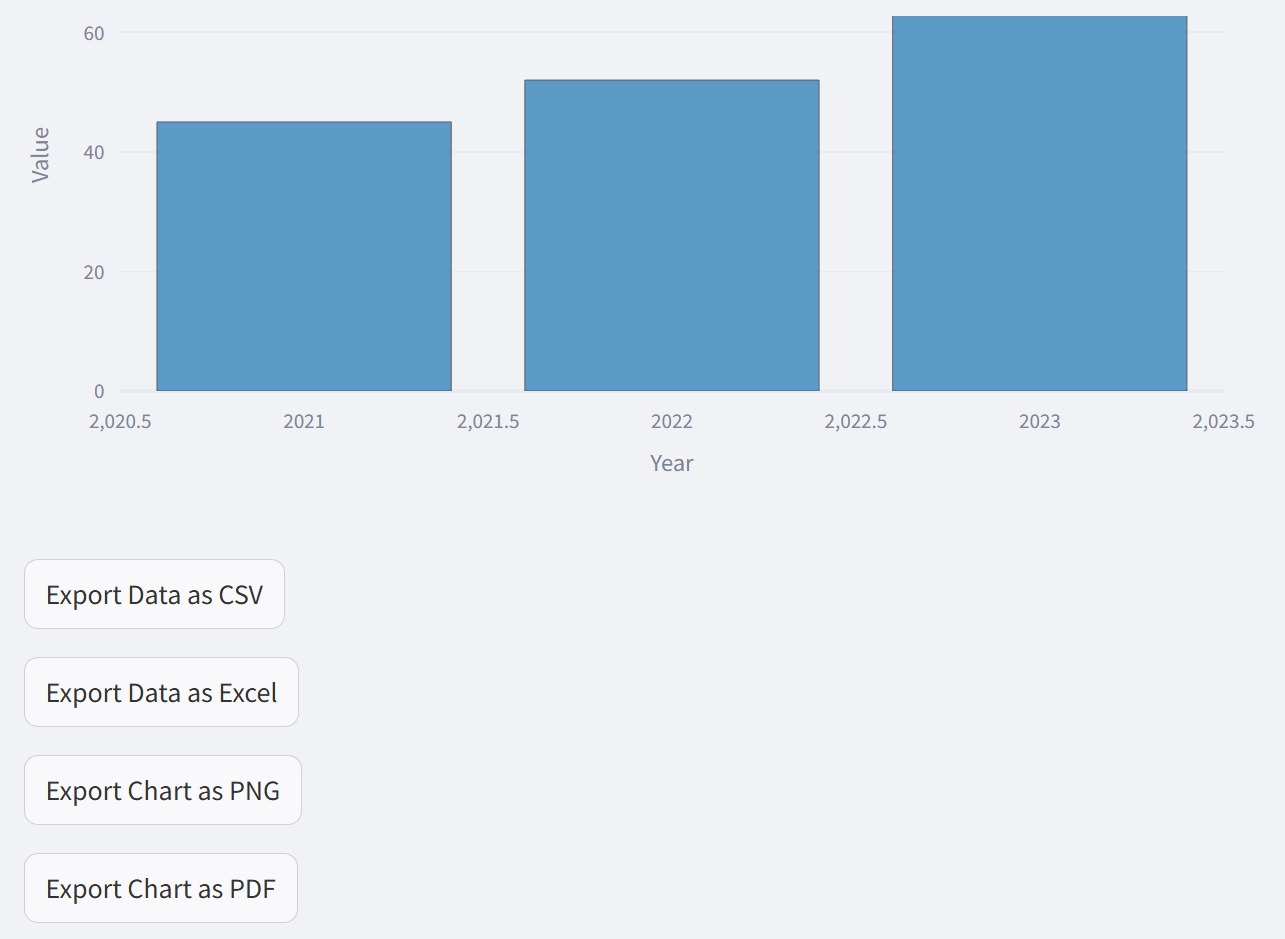 60
40
20
0
Value
2,020.5 2021 2,021.5 2022 2,022.5 2023 2,023.5
Year
Export Data as CSV
Export Data as Excel
Export Chart as PNG
Export Chart as PDF